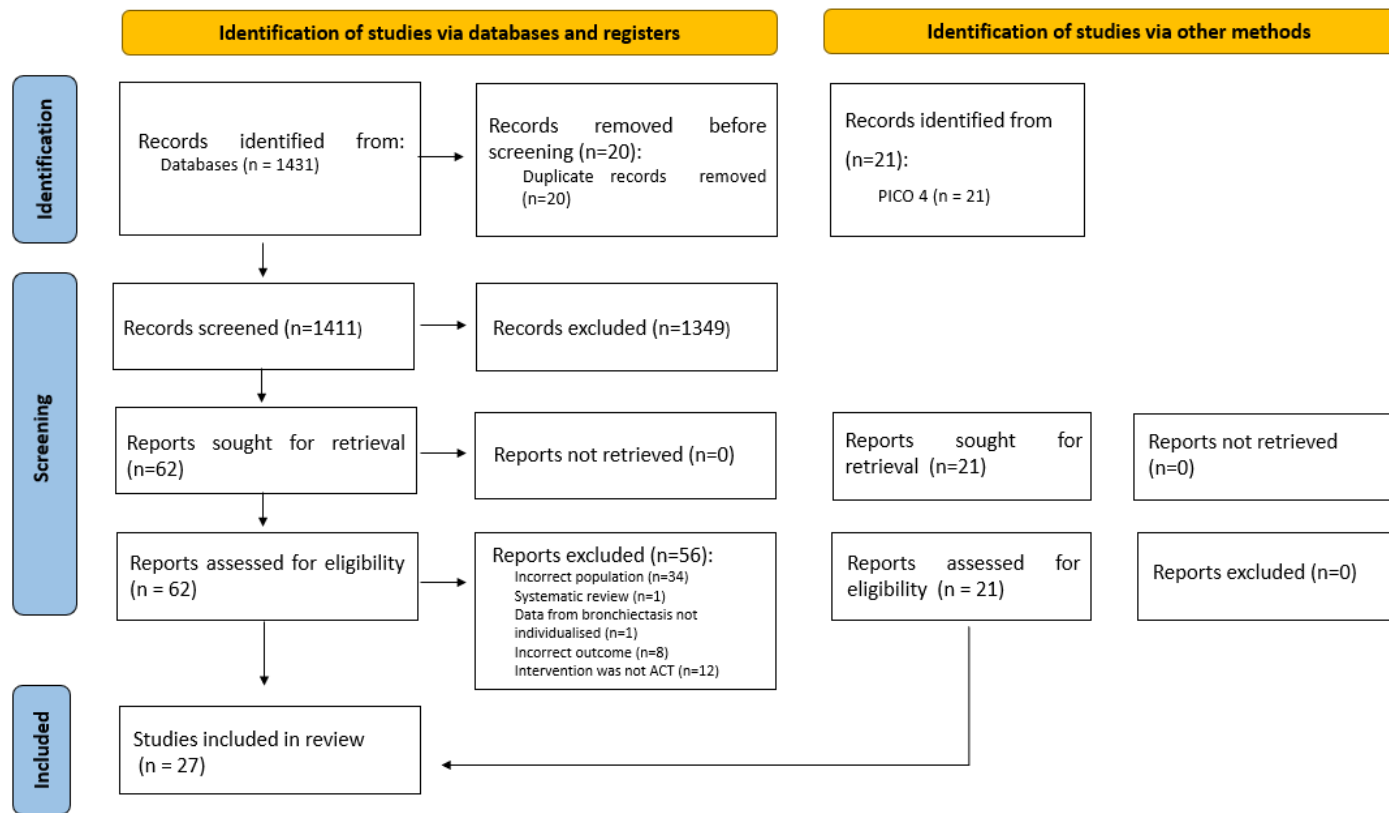 Identification of studies via databases and registers
Identification of studies via other methods
Identification
Records identified from:
Databases (n = 1431)
Records removed before
screening (n=20):
Duplicate records removed
(n=20)
Records identified from
(n=21):
PICO 4 (n = 21)
Screening
Records screened (n=1411)
Records excluded (n=1349)
Reports sought for retrieval
(n=62)
Reports not retrieved (n=0)
Reports sought for
retrieval (n=21)
Reports not retrieved
(n=0)
Reports assessed for eligibility
(n = 62)
Reports excluded (n=56):
Incorrect population (n=34)
Systematic review (n=1)
Data from bronchiectasis not
individualised (n=1)
Incorrect outcome (n=8)
Intervention was not ACT (n=12)
Reports assessed for
eligibility (n = 21)
Reports excluded (n=0)
Included
Studies included in review
(n = 27)